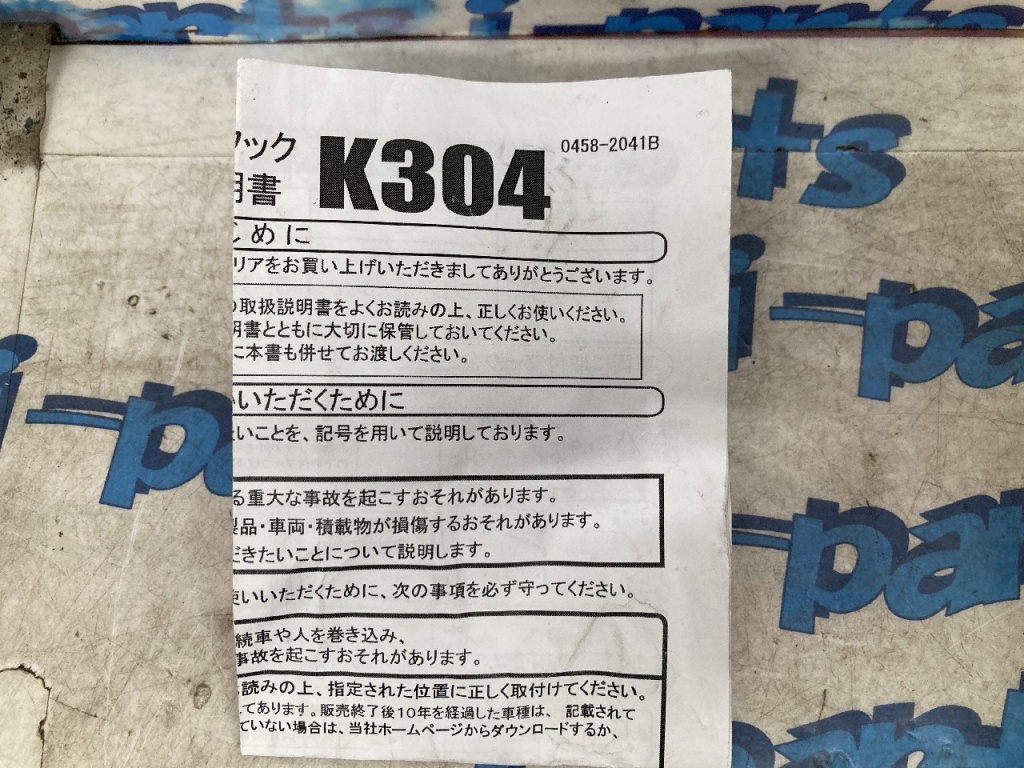 i-parts
フック K304 0458-2041B
明書
じめに
リアをお買い上げいただきましてありがとうございます。
の取扱説明書をよくお読みの上、正しくお使いください。
明書とともに大切に保管しておいてください。
に本書も併せてお渡しください。
いいただくために
たいことを、記号を用いて説明しております。
る重大な事故を起こすおそれがあります。
製品・車両・積載物が損傷するおそれがあります。
だきたいことについて説明します。
使いいただくために、次の事項を必ず守ってください。
続車や人を巻き込み、
事故を起こすおそれがあります。
読みの上、指定された位置に正しく取付けてください。
てあります。販売終了後10年を経過した車種は、 記載されて
ていない場合は、当社ホームページからダウンロードするか、
ts
i-pa
i-p
par
i-pa